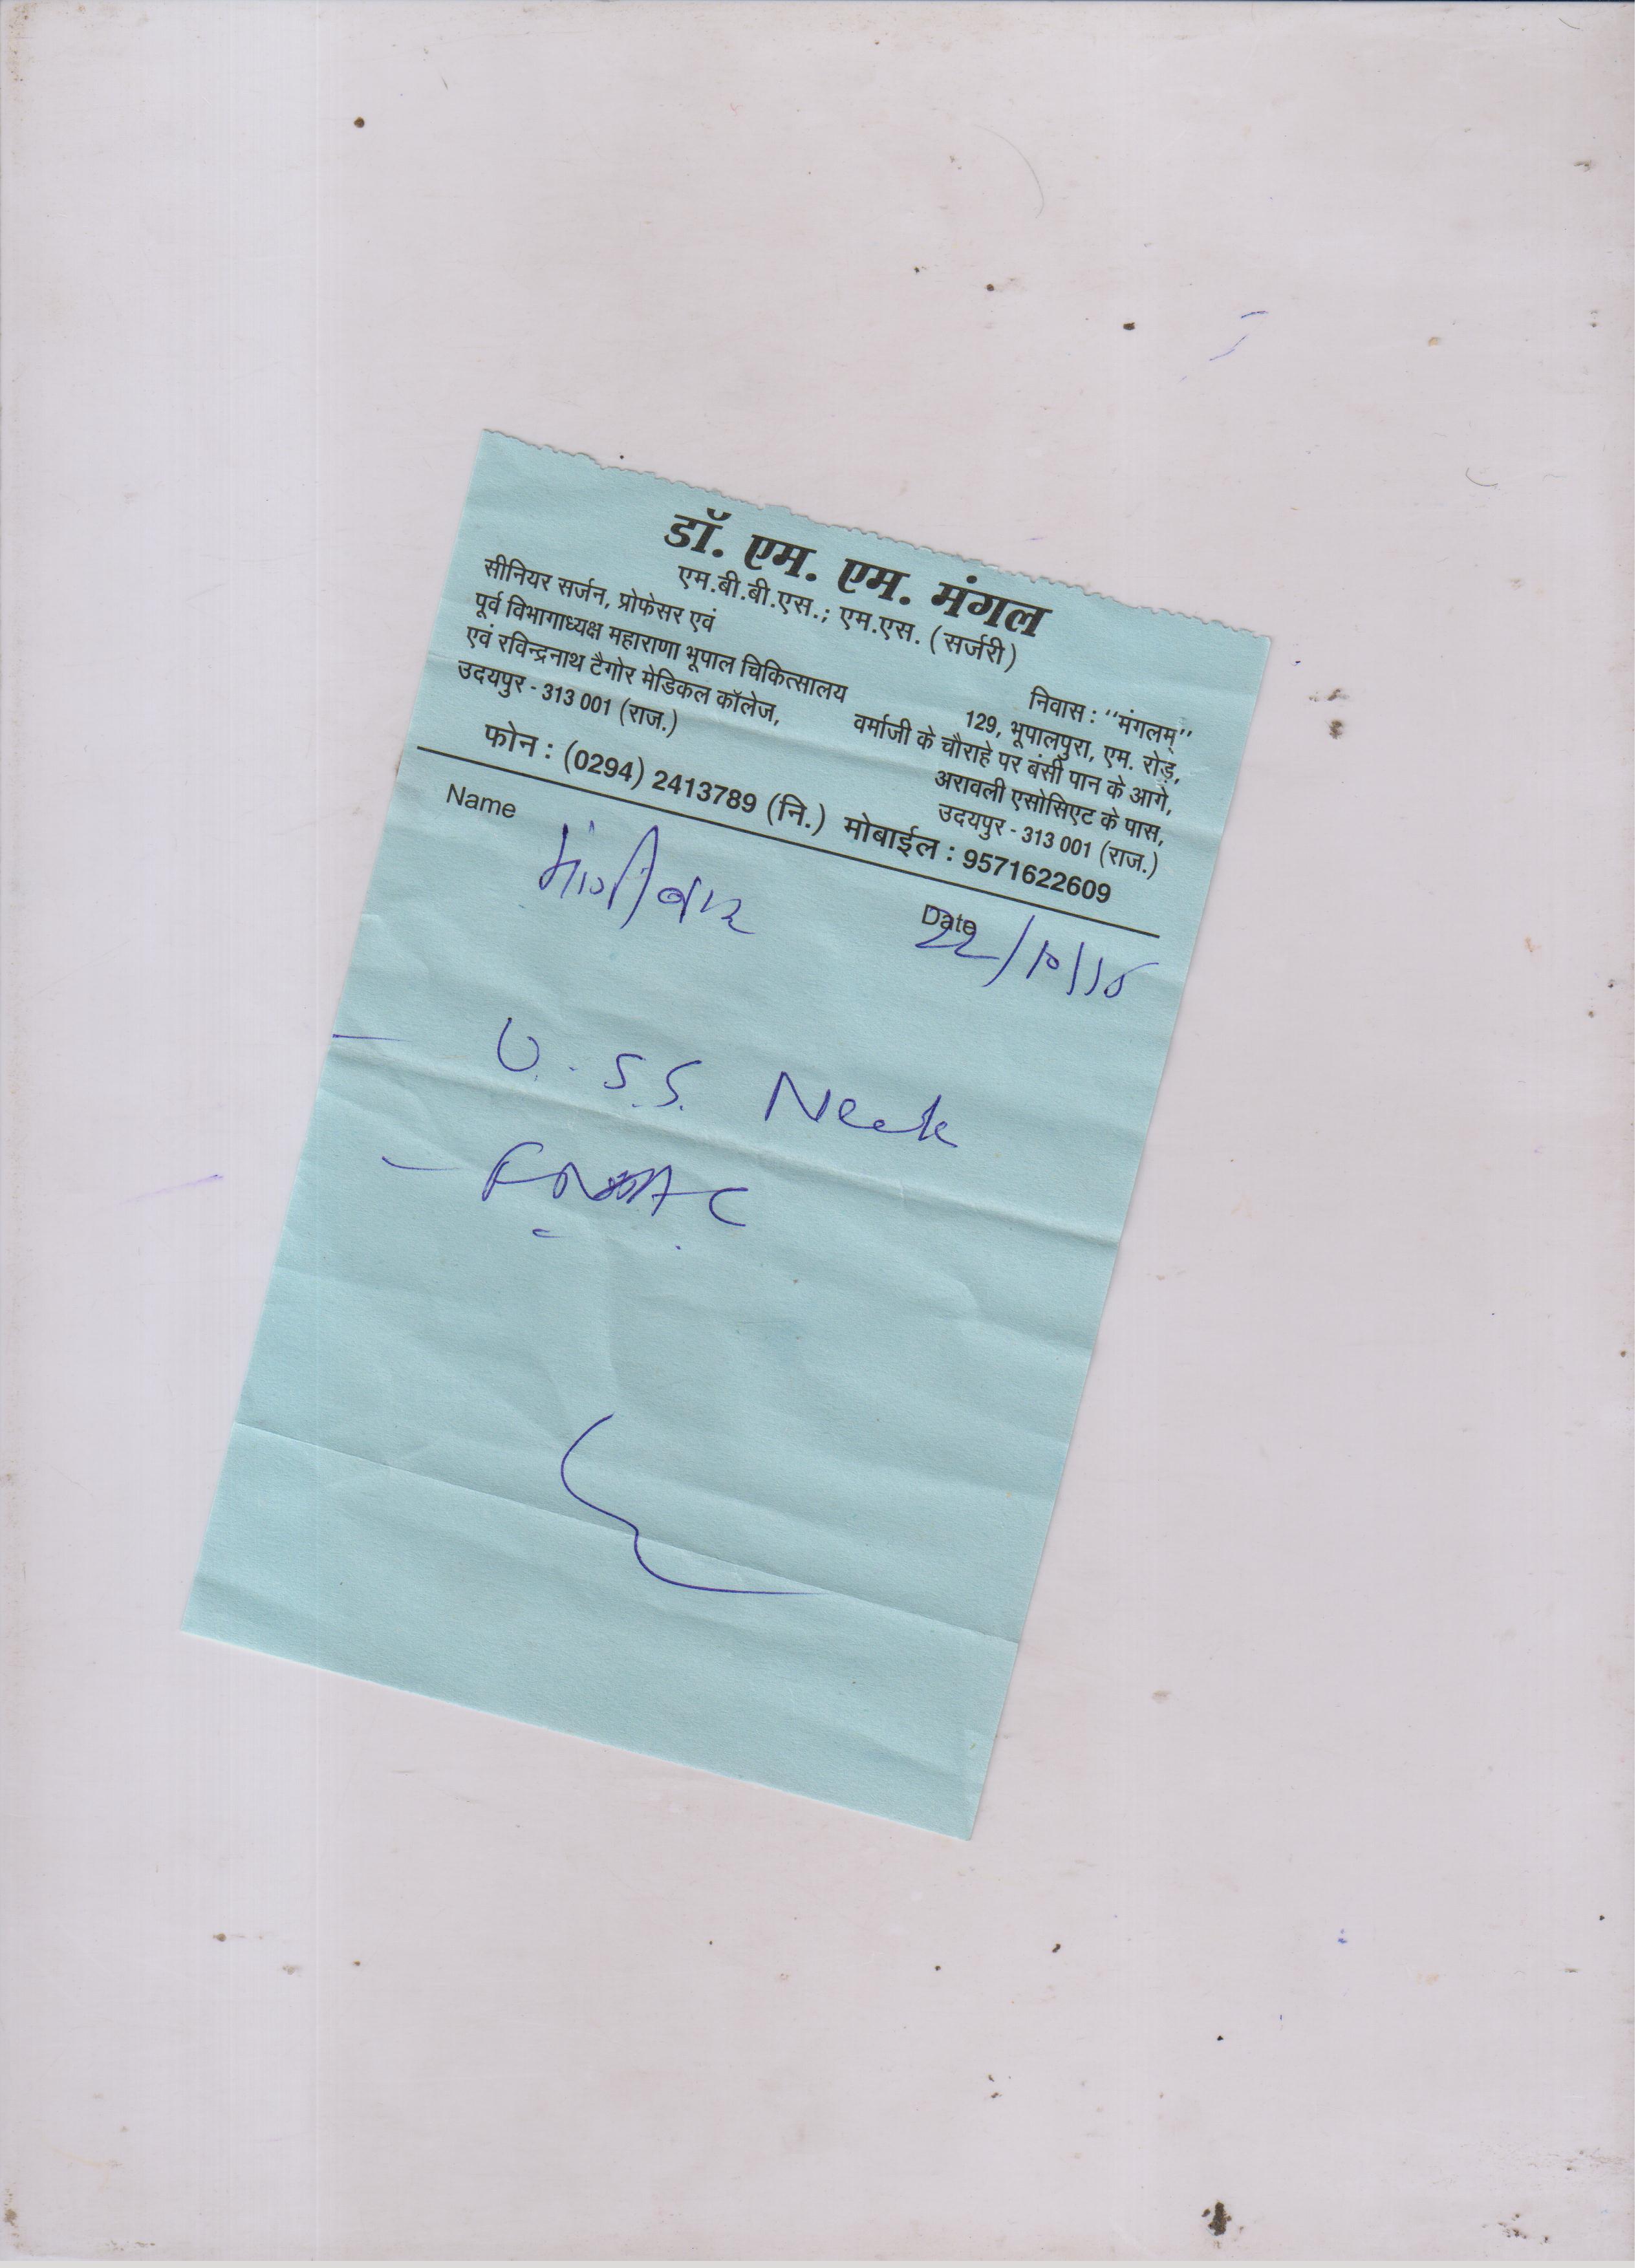 डॉ. एम. एम. मंगल
एम.बी.बी.एस.; एम.एस. (सर्जरी)
सीनियर सर्जन, प्रोफेसर एवं
पूर्व विभागाध्यक्ष महाराणा भूपाल चिकित्सालय
एवं रविन्द्रनाथ टैगोर मेडिकल कॉलेज,
उदयपुर - 313 001 (राज.)
निवास : ‘‘मंगलम्’’
129, भूपालपुरा, एम. रोड़,
वर्माजी के चौराहे पर बंसी पान के आगे,
अरावली एसोसिएट के पास,
उदयपुर - 313 001 (राज.)
फोन : (0294) 2413789 (नि.) मोबाईल : 9571622609
Name
Date
- U.S.S. Neck
- FNAC